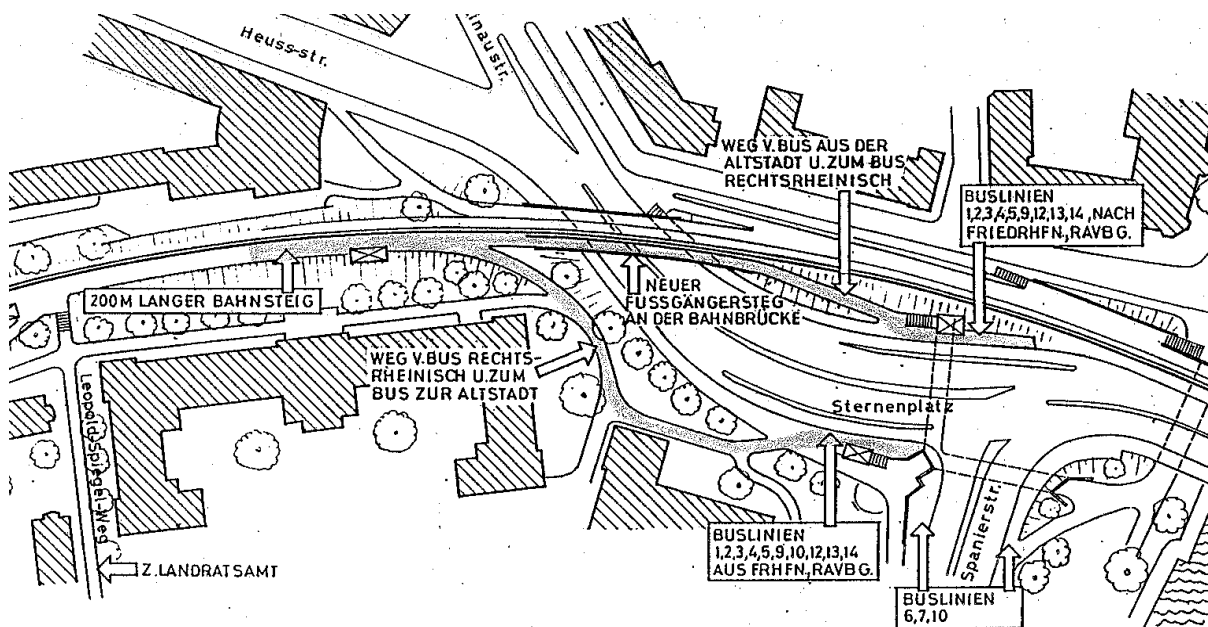 Heuss-str.
WEG V. BUS AUS DER
ALTSTADT U. ZUM BUS
RECHTSRHEINISCH
BUSLINIEN
1,2,3,4,5,9,12,13,14, NACH
FRIEDRHFN, RAVBG.
200M LANGER BAHNSTEIG
NEUER
FUSSGÄNGERSTEG
AN DER BAHNBRÜCKE
WEG V. BUS RECHTS-
RHEINISCH U. ZUM
BUS ZUR ALTSTADT
Sternenplatz
Leopold-Spiegel-Weg
Spanierstr.
BUSLINIEN
1,2,3,4,5,9,10,12,13,14
AUS FRHFN, RAVBG.
Z. LANDRATSAMT
BUSLINIEN
6,7,10